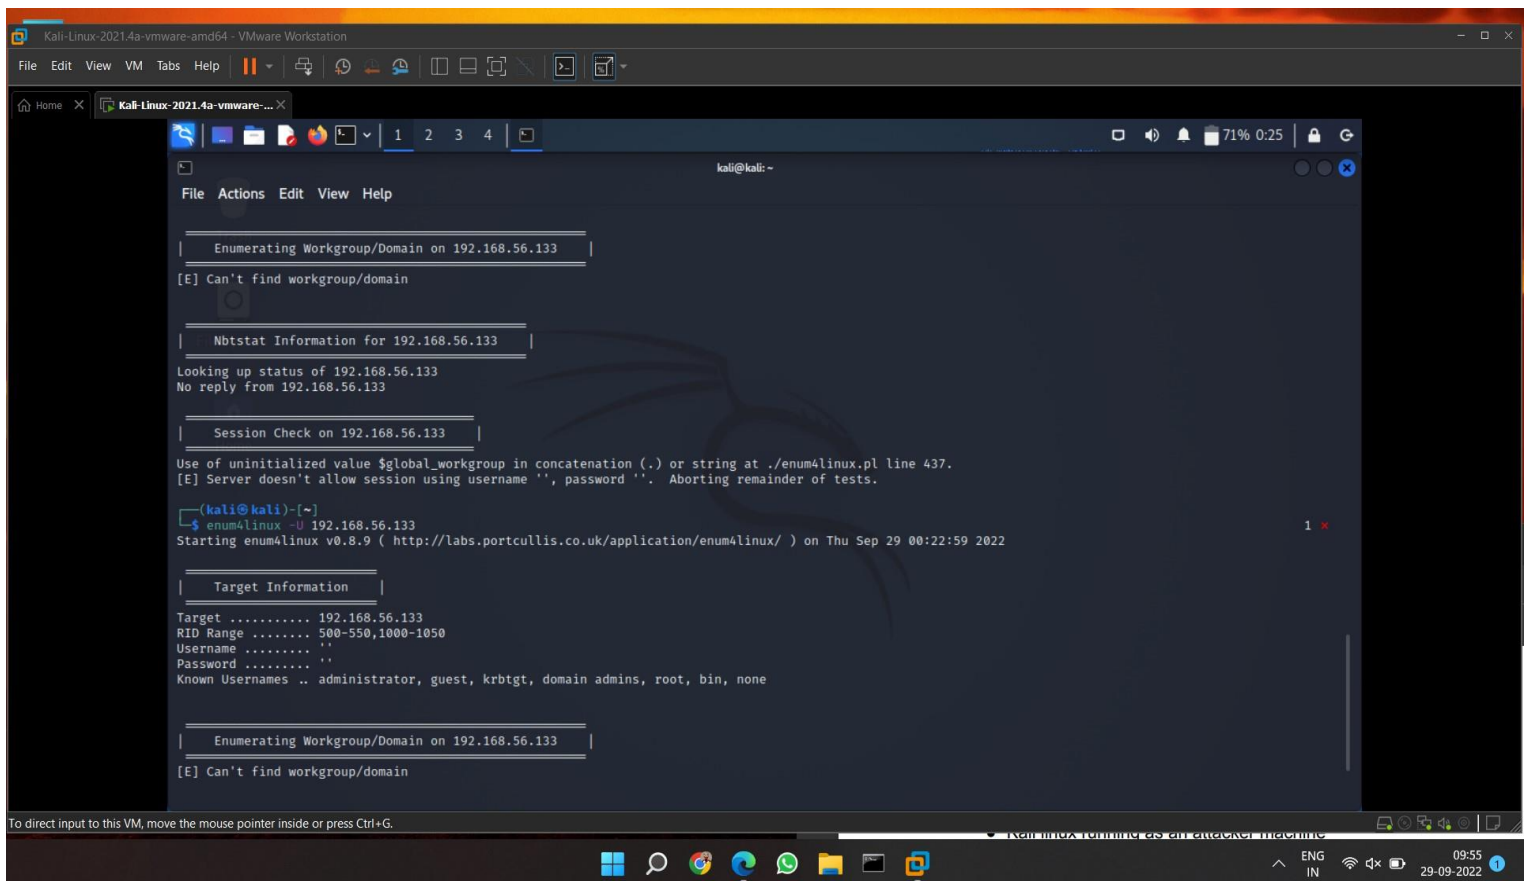 Kali-Linux-2021.4a-vmware-amd64 - VMware Workstation
File Edit View VM Tabs Help
Home
Kali-Linux-2021.4a-vmware-...
1 2 3 4
71% 0:25
kali@kali: ~
File Actions Edit View Help
| Enumerating Workgroup/Domain on 192.168.56.133 |
[E] Can't find workgroup/domain
| Nbtstat Information for 192.168.56.133 |
Looking up status of 192.168.56.133
No reply from 192.168.56.133
| Session Check on 192.168.56.133 |
Use of uninitialized value $global_workgroup in concatenation (.) or string at ./enum4linux.pl line 437.
[E] Server doesn't allow session using username '', password ''. Aborting remainder of tests.
(kali㉿kali)-[~]
$ enum4linux -U 192.168.56.133
1 ✗
Starting enum4linux v0.8.9 ( http://labs.portcullis.co.uk/application/enum4linux/ ) on Thu Sep 29 00:22:59 2022
| Target Information |
Target ........... 192.168.56.133
RID Range ........ 500-550,1000-1050
Username ......... ''
Password ......... ''
Known Usernames .. administrator, guest, krbtgt, domain admins, root, bin, none
| Enumerating Workgroup/Domain on 192.168.56.133 |
[E] Can't find workgroup/domain
To direct input to this VM, move the mouse pointer inside or press Ctrl+G.
Kali linux running as an attacker machine
ENG
IN
09:55
29-09-2022
1